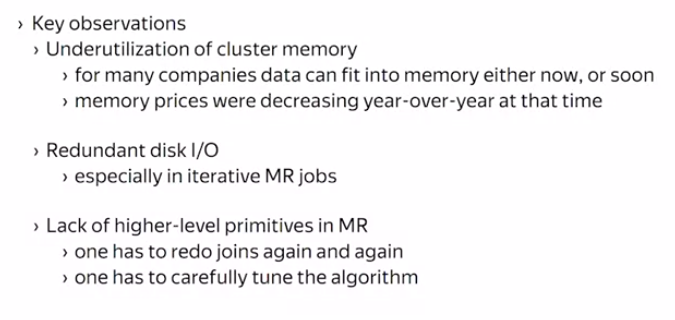 › Key observations
› Underutilization of cluster memory
› for many companies data can fit into memory either now, or soon
› memory prices were decreasing year-over-year at that time
› Redundant disk I/O
› especially in iterative MR jobs
› Lack of higher-level primitives in MR
› one has to redo joins again and again
› one has to carefully tune the algorithm